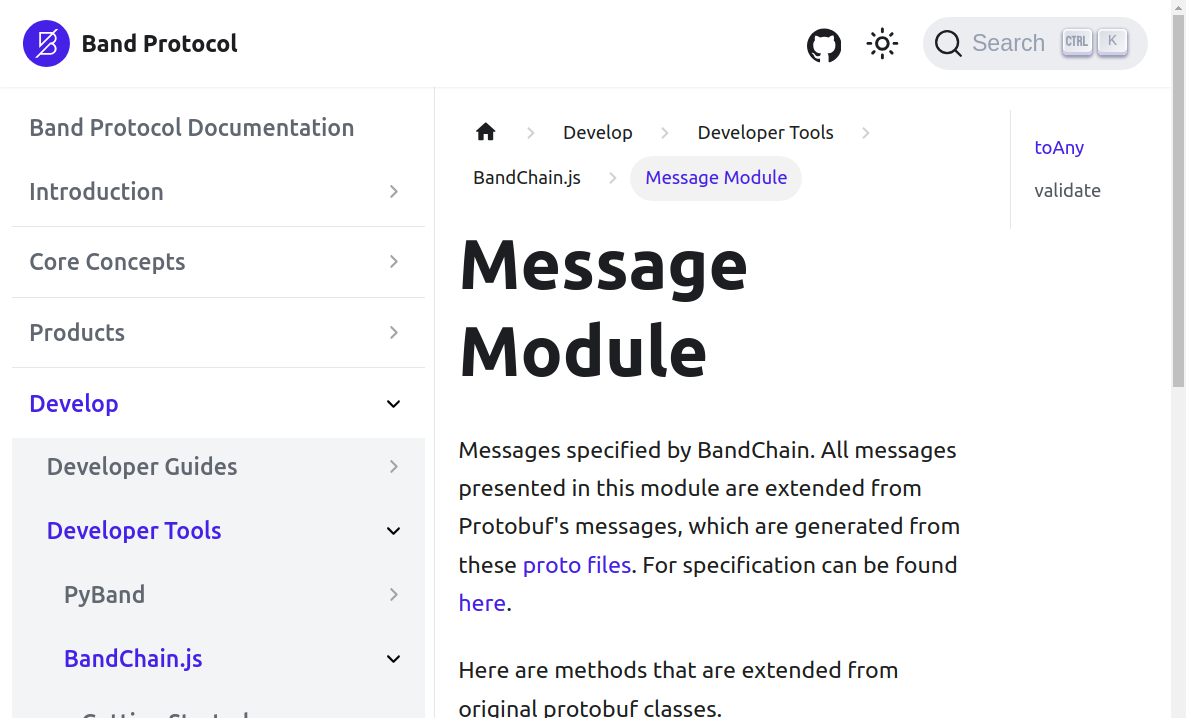 Band Protocol
Search
CTRL
K
Band Protocol Documentation
Introduction
Core Concepts
Products
Develop
Developer Guides
Developer Tools
PyBand
BandChain.js
Getting Started
Develop
Developer Tools
BandChain.js
Message Module
Message
Module
Messages specified by BandChain. All messages
presented in this module are extended from
Protobuf's messages, which are generated from
these proto files. For specification can be found
here.
Here are methods that are extended from
original protobuf classes.
toAny
validate